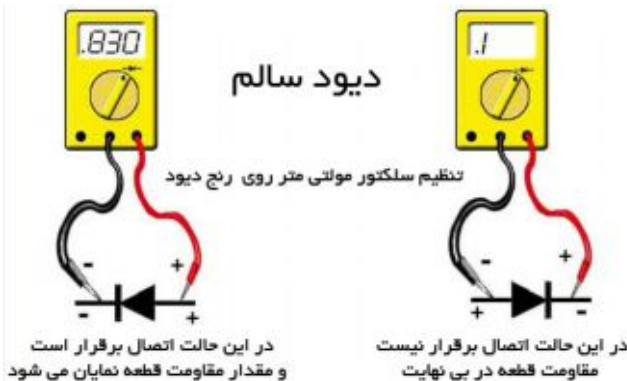 .830
.1
دیود سالم
تنظیم سلکتور مولتی متر روی رنج دیود
- +
- +
- +
+ -
در این حالت اتصال برقرار نیست
مقاومت قطعه در بی نهایت
در این حالت اتصال برقرار است
و مقدار مقاومت قطعه نمایان می شود